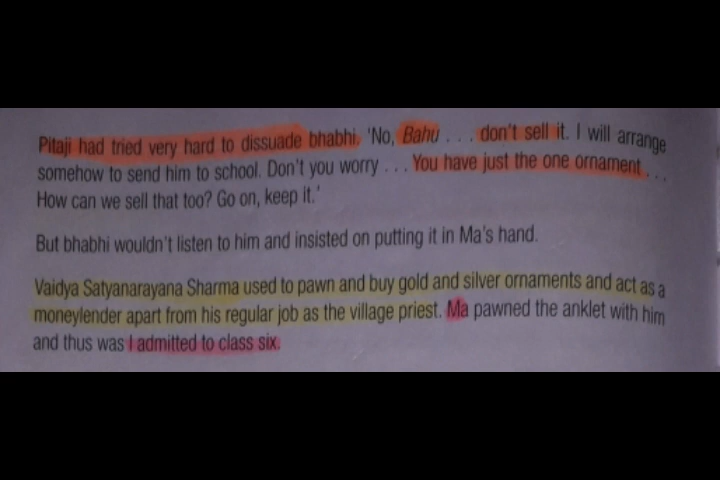 Pitaji had tried very hard to dissuade bhabhi, 'No, Bahu . . . don't sell it. I will arrange
somehow to send him to school. Don't you worry . . . You have just the one ornament . . .
How can we sell that too? Go on, keep it.'
But bhabhi wouldn't listen to him and insisted on putting it in Ma's hand.
Vaidya Satyanarayana Sharma used to pawn and buy gold and silver ornaments and act as a
moneylender apart from his regular job as the village priest. Ma pawned the anklet with him
and thus was I admitted to class six.